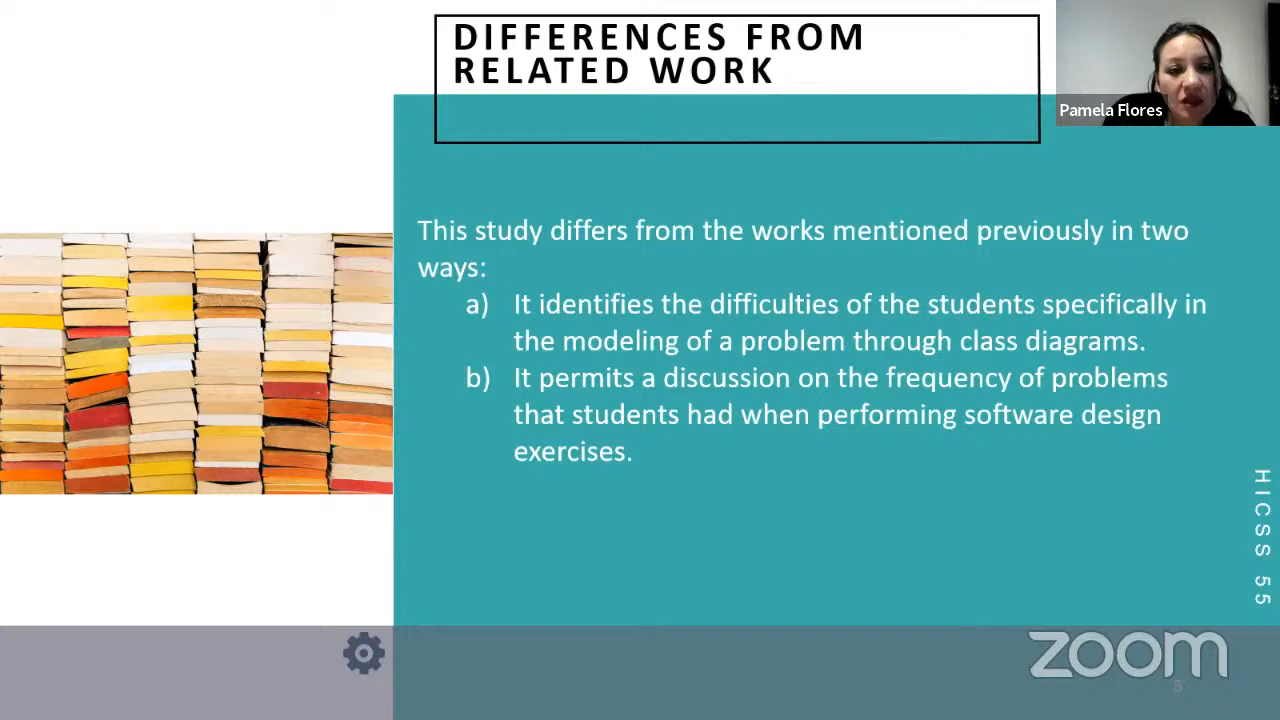 DIFFERENCES FROM
RELATED WORK
Pamela Flores
This study differs from the works mentioned previously in two
ways:
a) It identifies the difficulties of the students specifically in
the modeling of a problem through class diagrams.
b) It permits a discussion on the frequency of problems
that students had when performing software design
exercises.
HICSS 55
zoom
5